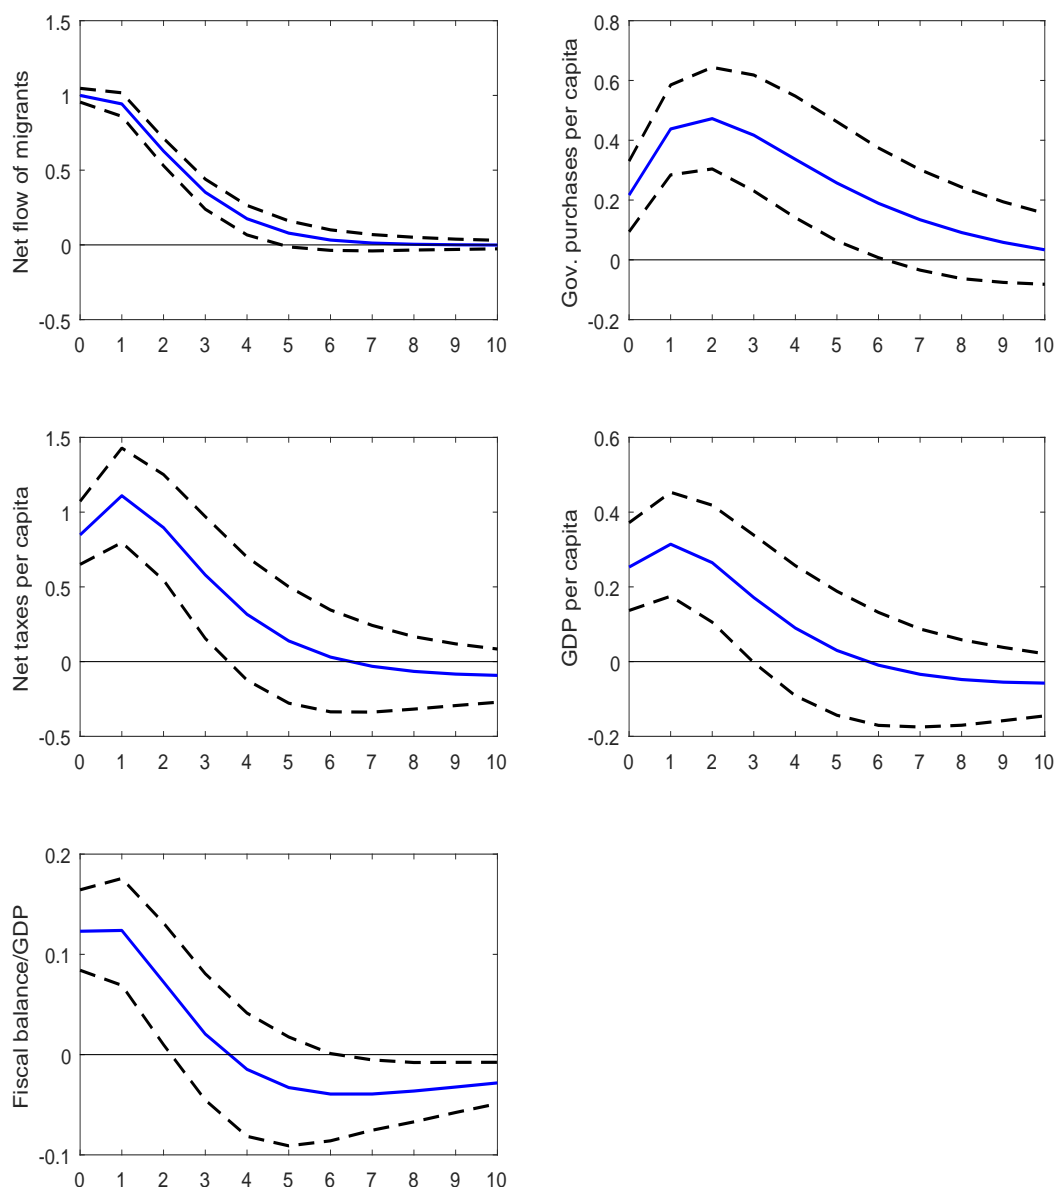 Net flow of migrants
1.5
1
0.5
0
-0.5
0 1 2 3 4 5 6 7 8 9 10
Gov. purchases per capita
0.8
0.6
0.4
0.2
0
-0.2
0 1 2 3 4 5 6 7 8 9 10
Net taxes per capita
1.5
1
0.5
0
-0.5
0 1 2 3 4 5 6 7 8 9 10
GDP per capita
0.6
0.4
0.2
0
-0.2
0 1 2 3 4 5 6 7 8 9 10
Fiscal balance/GDP
0.2
0.1
0
-0.1
0 1 2 3 4 5 6 7 8 9 10